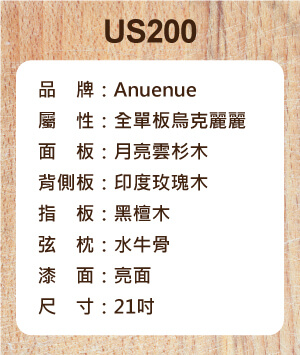 US200
品　牌：Anuenue
屬　性：全單板烏克麗麗
面　板：月亮雲杉木
背側板：印度玫瑰木
指　板：黑檀木
弦　枕：水牛骨
漆　面：亮面
尺　寸：21吋